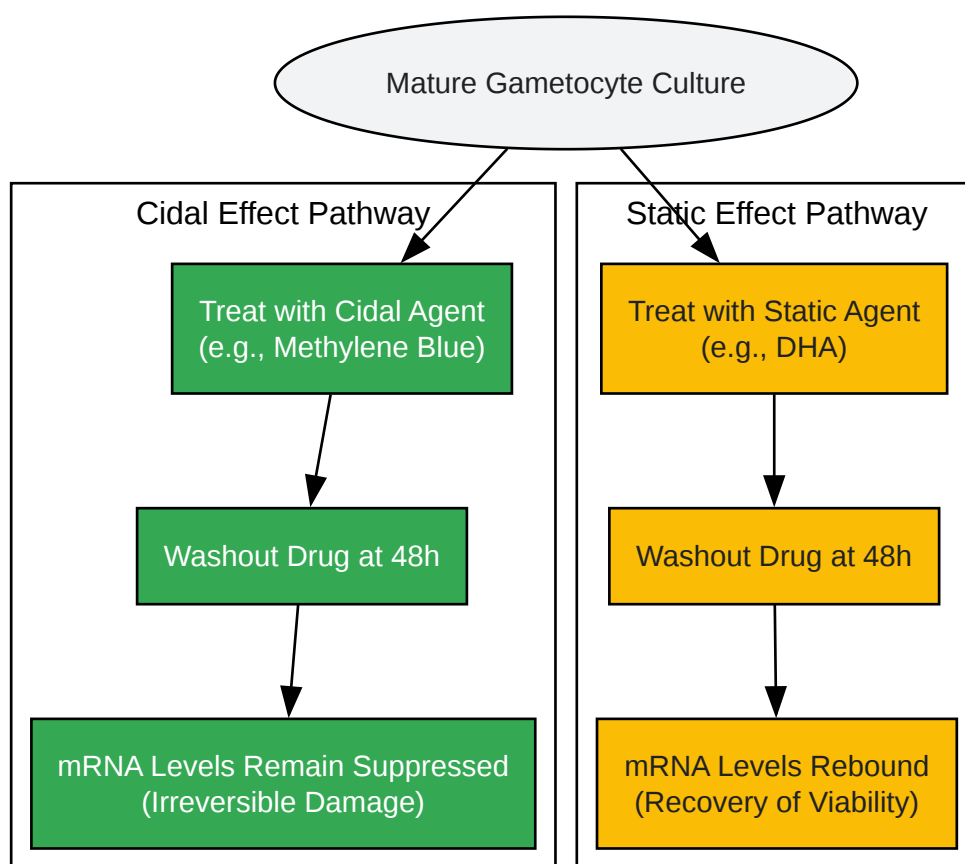 Mature Gametocyte Culture
Cidal Effect Pathway
Treat with Cidal Agent
(e.g., Methylene Blue)
Washout Drug at 48h
mRNA Levels Remain Suppressed
(Irreversible Damage)
Static Effect Pathway
Treat with Static Agent
(e.g., DHA)
Washout Drug at 48h
mRNA Levels Rebound
(Recovery of Viability)